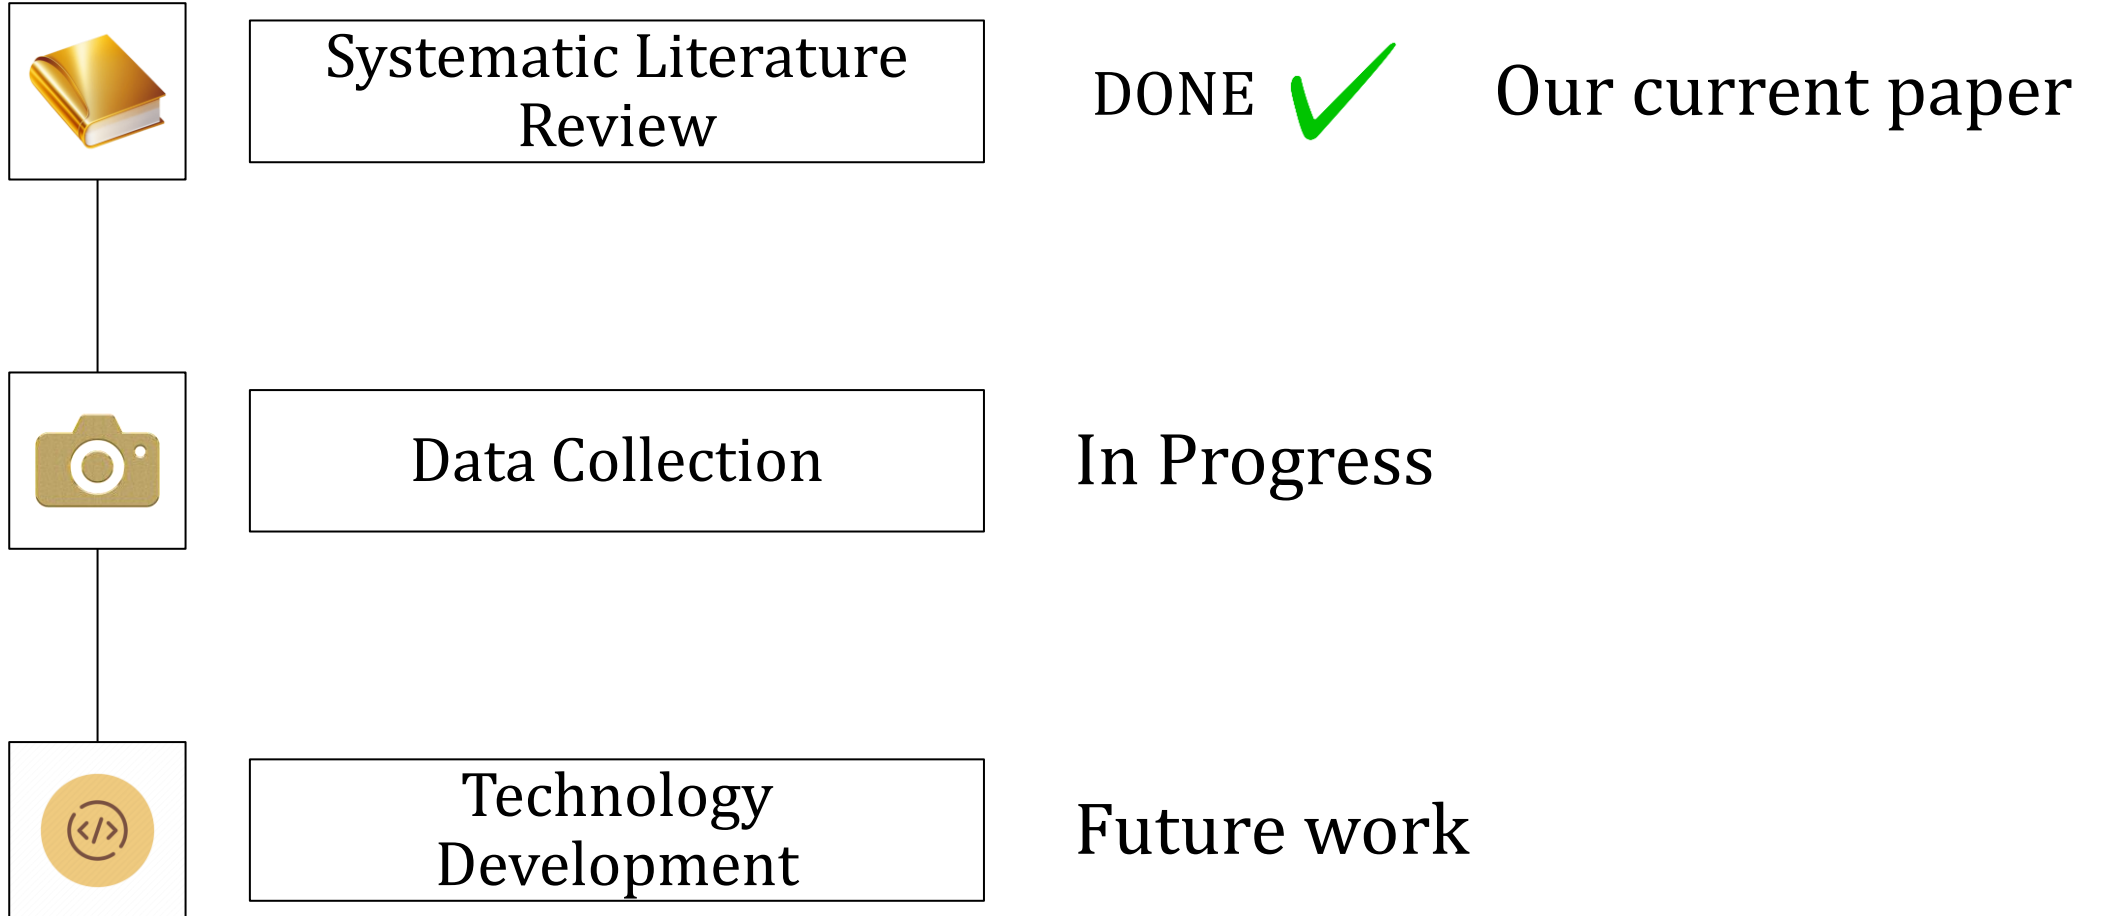 Systematic Literature
Review
DONE
Our current paper
Data Collection
In Progress
</>
Technology
Development
Future work